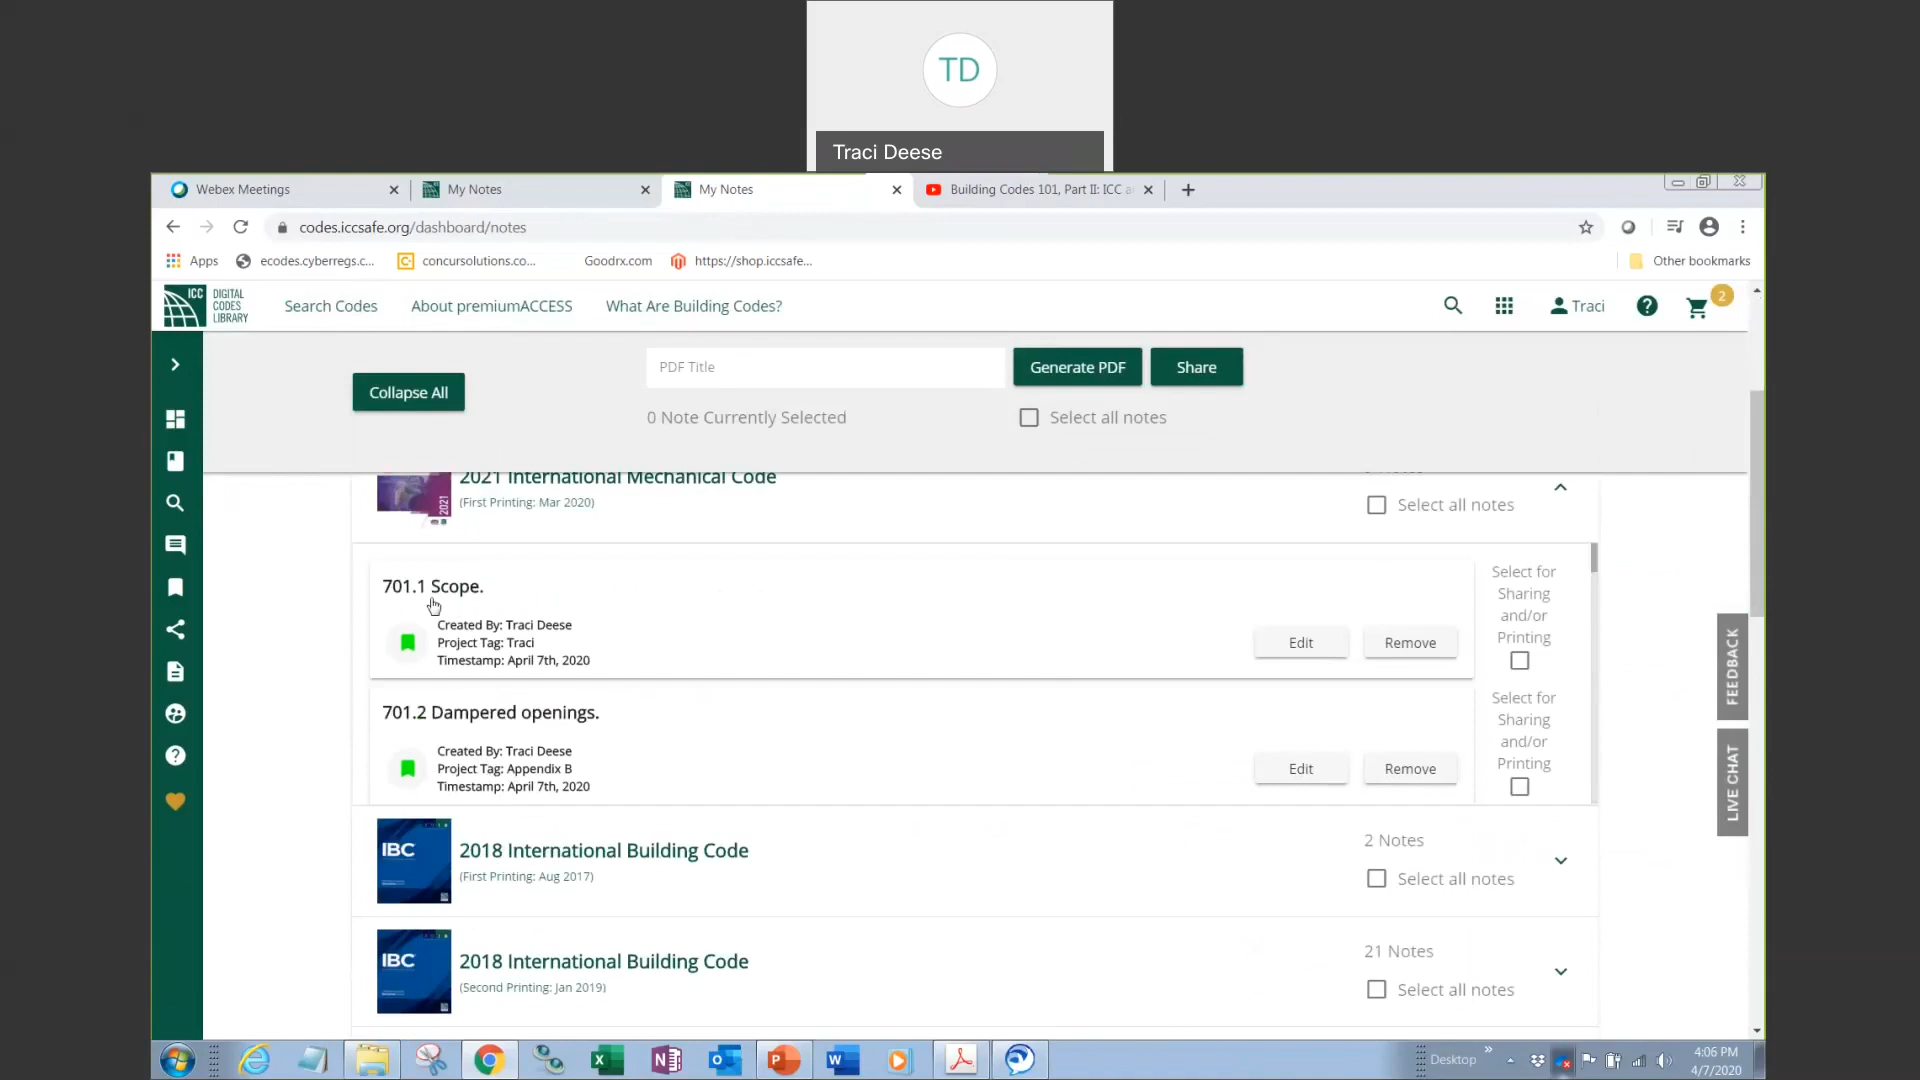 TD
Traci Deese
Webex Meetings
My Notes
My Notes
Building Codes 101, Part II: ICC a
codes.iccsafe.org/dashboard/notes
Apps
ecodes.cyberregs.c...
concursolutions.co...
Goodrx.com
https://shop.iccsafe...
Other bookmarks
ICC
DIGITAL
CODES
LIBRARY
Search Codes
About premiumACCESS
What Are Building Codes?
Traci
2
Collapse All
PDF Title
Generate PDF
Share
0 Note Currently Selected
Select all notes
2021 International Mechanical Code
(First Printing: Mar 2020)
2021
Select all notes
701.1 Scope.
Created By: Traci Deese
Project Tag: Traci
Timestamp: April 7th, 2020
Edit
Remove
Select for
Sharing
and/or
Printing
701.2 Dampered openings.
Created By: Traci Deese
Project Tag: Appendix B
Timestamp: April 7th, 2020
Edit
Remove
Select for
Sharing
and/or
Printing
FEEDBACK
LIVE CHAT
IBC
2018 International Building Code
(First Printing: Aug 2017)
2 Notes
Select all notes
IBC
2018 International Building Code
(Second Printing: Jan 2019)
21 Notes
Select all notes
Desktop
4:06 PM
4/7/2020